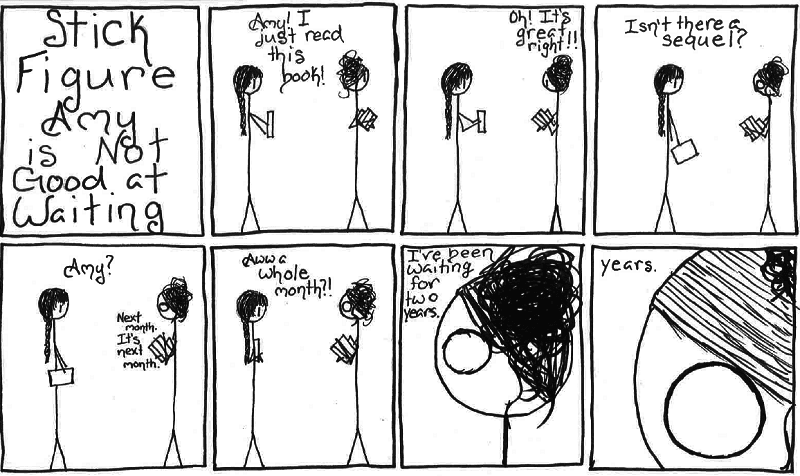 Stick
Figure
Amy
is Not
Good at
Waiting
Amy! I
just read
this
book!
Oh! It's
great
right!!
Isn't there a
sequel?
Amy?
Next
month.
It's
next
month.
Aww a
whole
month?!!
I've been
waiting
for
two
years.
years.